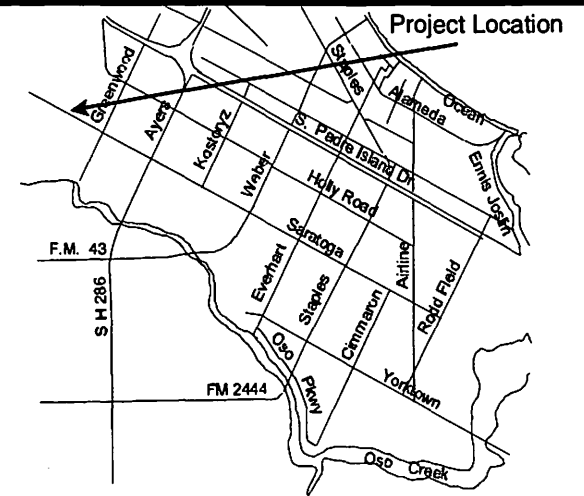 Project Location
Staples
Greenwood
Alameda
Ocean
Ayers
Kostoryz
S. Padre Island Dr.
Weber
Ennis Joslin
Holly Road
Saratoga
F.M. 43
Everhart
Airline
Staples
Rodd Field
S H 286
Cimmaron
Oso
Pkwy
FM 2444
Yorktown
Oso Creek